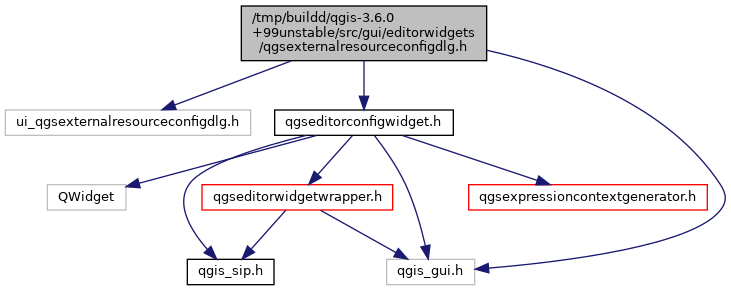 /tmp/buildd/qgis-3.6.0
+99unstable/src/gui/editorwidgets
/qgsexternalresourceconfigdlg.h
ui_qgsexternalresourceconfigdlg.h
qgseditorconfigwidget.h
QWidget
qgseditorwidgetwrapper.h
qgsexpressioncontextgenerator.h
qgis_sip.h
qgis_gui.h